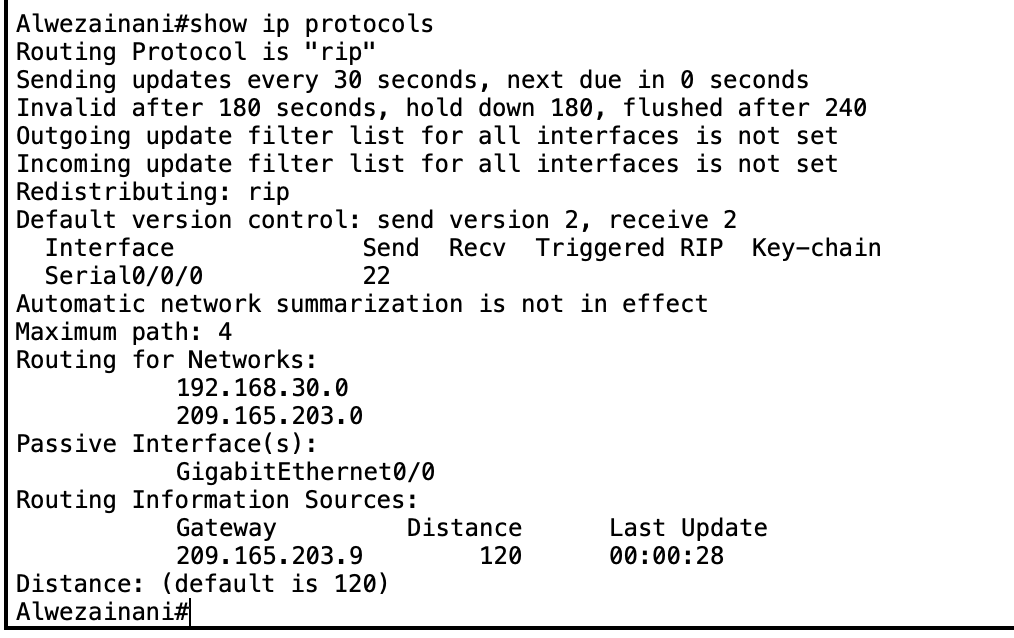 Alwezainani#show ip protocols
Routing Protocol is "rip"
Sending updates every 30 seconds, next due in 0 seconds
Invalid after 180 seconds, hold down 180, flushed after 240
Outgoing update filter list for all interfaces is not set
Incoming update filter list for all interfaces is not set
Redistributing: rip
Default version control: send version 2, receive 2
  Interface             Send  Recv  Triggered RIP  Key-chain
  Serial0/0/0           22
Automatic network summarization is not in effect
Maximum path: 4
Routing for Networks:
           192.168.30.0
           209.165.203.0
Passive Interface(s):
           GigabitEthernet0/0
Routing Information Sources:
           Gateway         Distance      Last Update
           209.165.203.9        120      00:00:28
Distance: (default is 120)
Alwezainani#